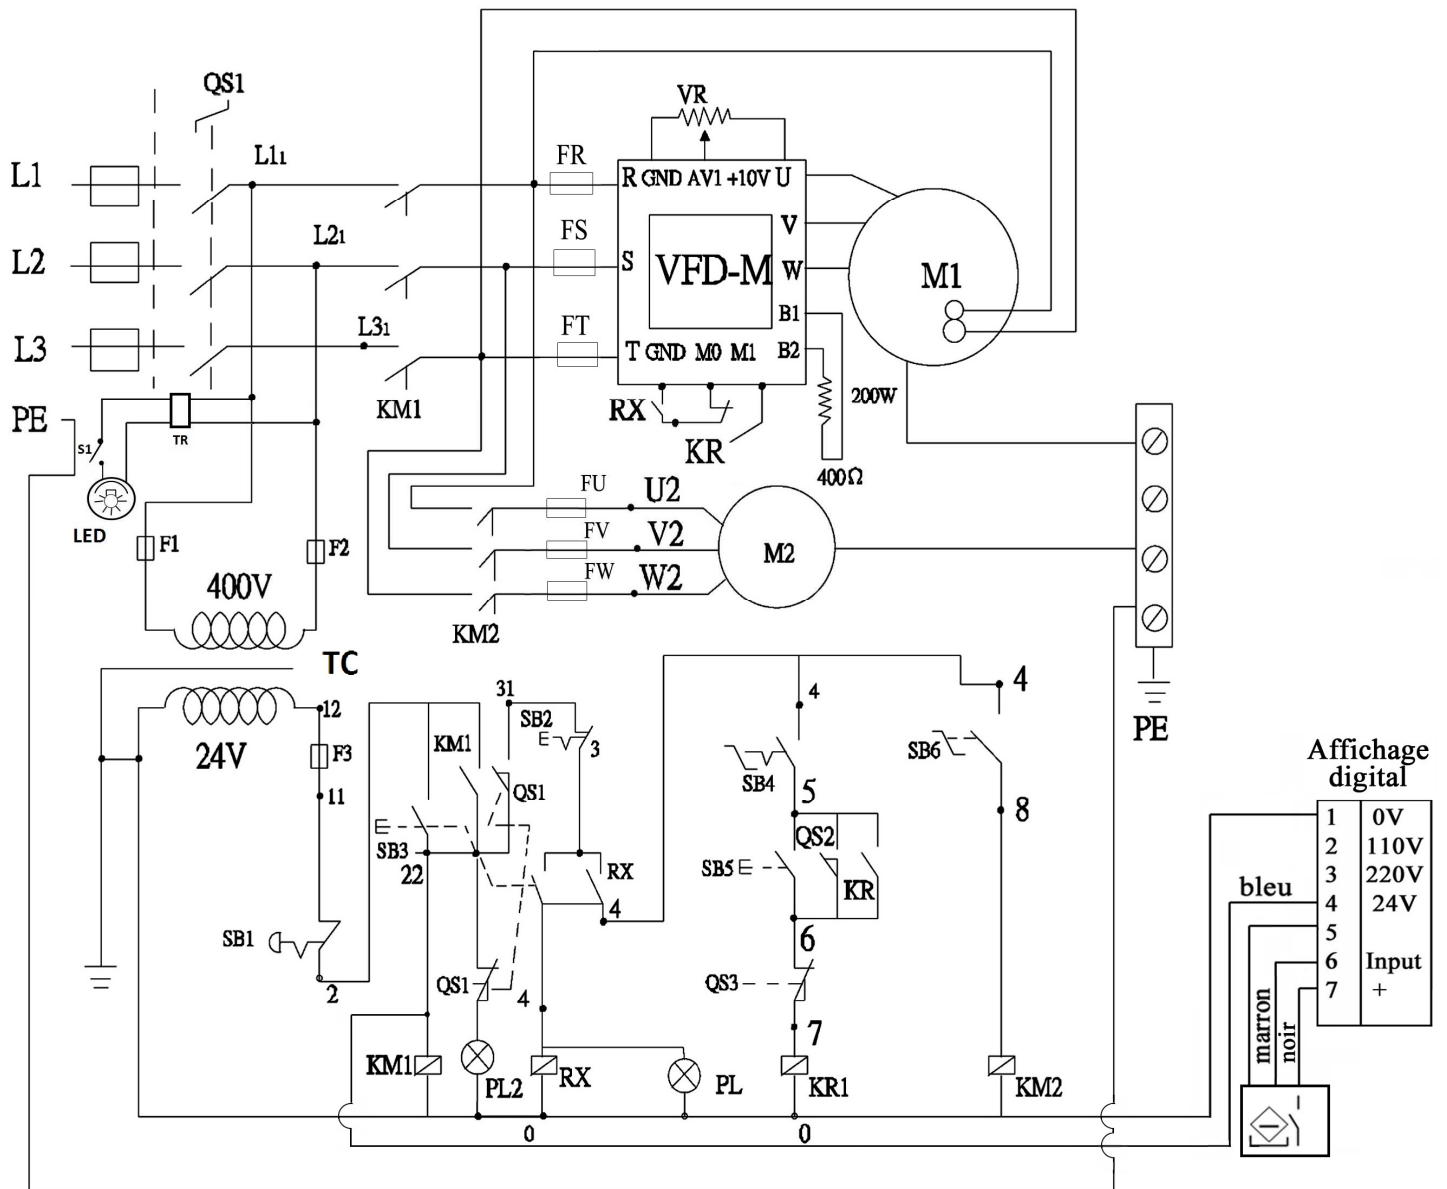 QS1
VR
L1
L1₁
FR
R GND AV1 +10V U
L2
L2₁
FS
S
VFD-M
V
W
M1
L3
L3₁
FT
B1
T GND M0 M1
B2
KM1
RX
200W
PE
S1
TR
KR
400Ω
LED
F1
F2
FU
U2
FV
V2
FW
W2
M2
KM2
400V
TC
24V
12
F3
11
SB1
2
31
SB2
3
KM1
QS1
SB3
22
RX
4
QS1
4
4
SB4
5
QS2
SB5
KR
6
QS3
7
4
SB6
8
PE
Affichage
digital
1 0V
2 110V
3 220V
bleu
4 24V
5
6 Input
7 +
marron
noir
KM1
PL2
RX
PL
KR1
KM2
0
0